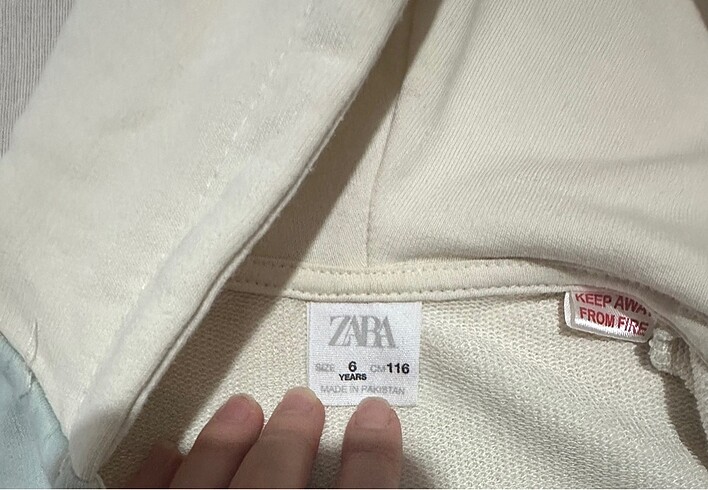 ZARA
SIZE 6 YEARS CM 116
MADE IN PAKISTAN
KEEP AWAY
FROM FIRE